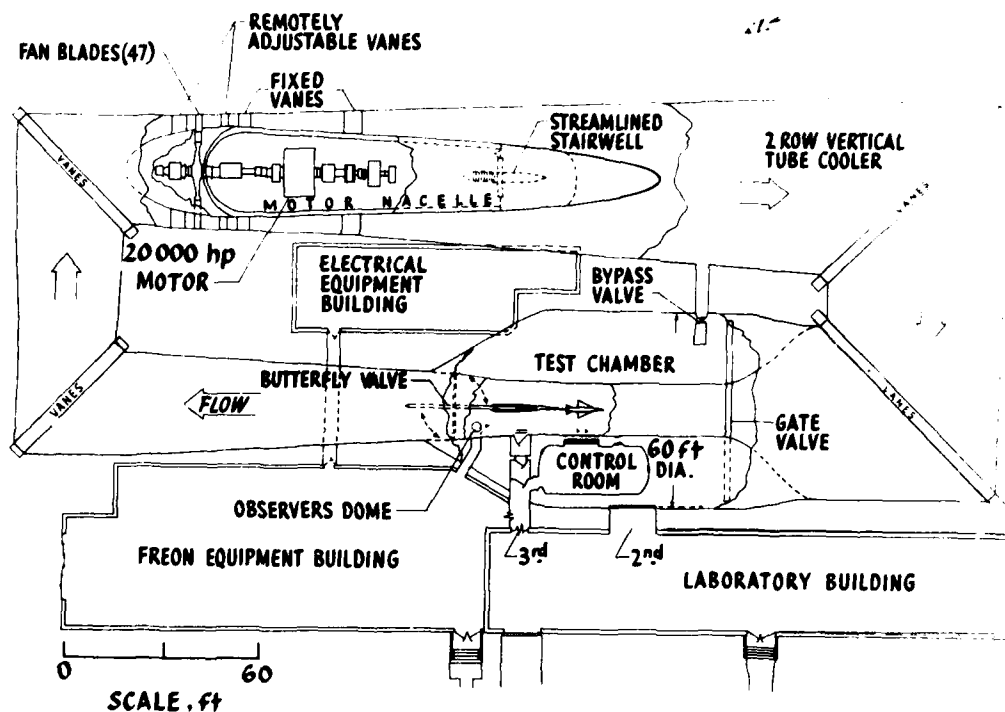 REMOTELY
ADJUSTABLE VANES
FAN BLADES(47)
FIXED
VANES
STREAMLINED
STAIRWELL
2 ROW VERTICAL
TUBE COOLER
VANES
VANES
MOTOR NACELLE
20000 hp
MOTOR
ELECTRICAL
EQUIPMENT
BUILDING
BYPASS
VALVE
TEST CHAMBER
BUTTERFLY VALVE
VANES
FLOW
VANES
GATE
VALVE
CONTROL
ROOM
60 ft
DIA.
OBSERVERS DOME
FREON EQUIPMENT BUILDING
3rd
2nd
LABORATORY BUILDING
0 60
SCALE, ft